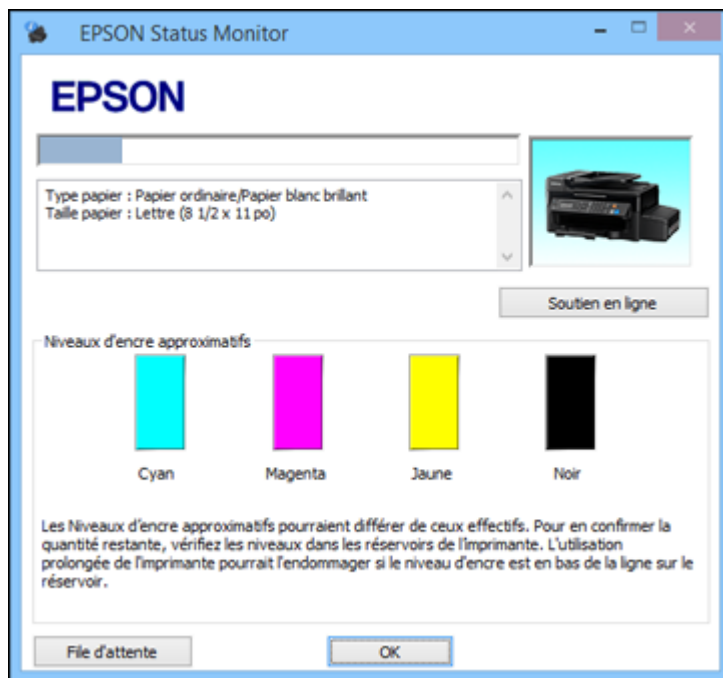 EPSON Status Monitor
EPSON
Type papier : Papier ordinaire/Papier blanc brillant
Taille papier : Lettre (8 1/2 x 11 po)
Soutien en ligne
Niveaux d'encre approximatifs
Cyan
Magenta
Jaune
Noir
Les Niveaux d'encre approximatifs pourraient différer de ceux effectifs. Pour en confirmer la
quantité restante, vérifiez les niveaux dans les réservoirs de l'imprimante. L'utilisation
prolongée de l'imprimante pourrait l'endommager si le niveau d'encre est en bas de la ligne sur le
réservoir.
File d'attente
OK